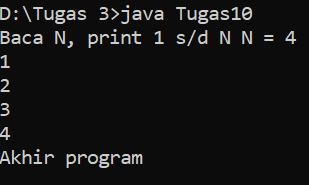 D:\Tugas 3>java Tugas10
Baca N, print 1 s/d N N = 4
1
2
3
4
Akhir program